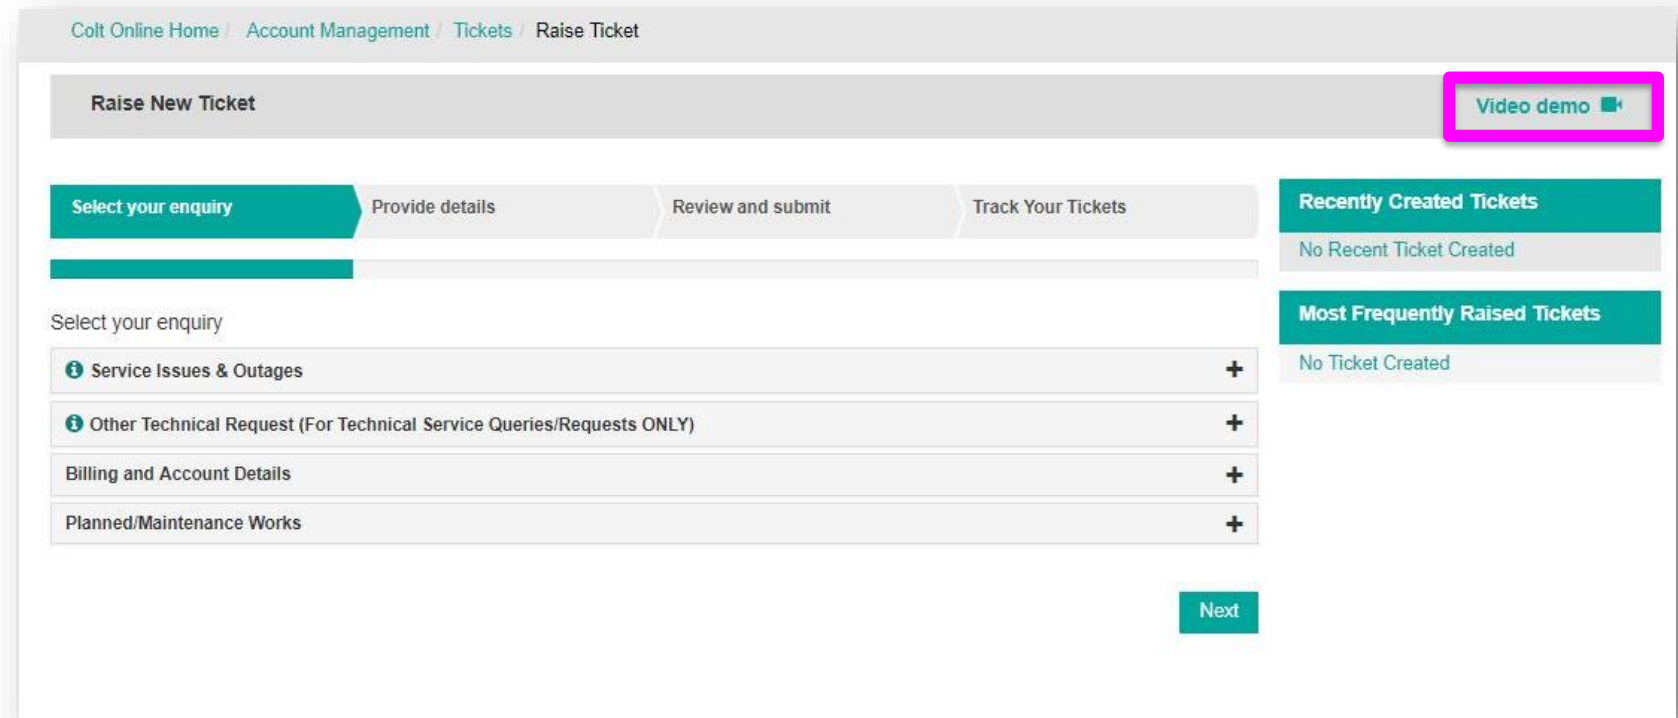 Colt Online Home / Account Management / Tickets / Raise Ticket
Raise New Ticket
Video demo
Select your enquiry
Provide details
Review and submit
Track Your Tickets
Recently Created Tickets
No Recent Ticket Created
Most Frequently Raised Tickets
No Ticket Created
Select your enquiry
Service Issues & Outages
Other Technical Request (For Technical Service Queries/Requests ONLY)
Billing and Account Details
Planned/Maintenance Works
Next